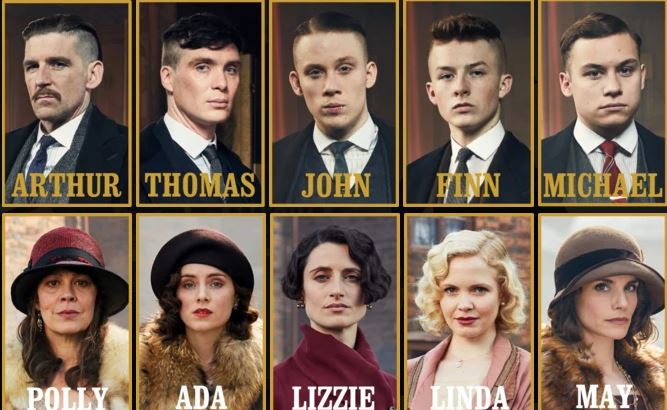 ARTHUR
THOMAS
JOHN
FINN
MICHAEL
POLLY
ADA
LIZZIE
LINDA
MAY